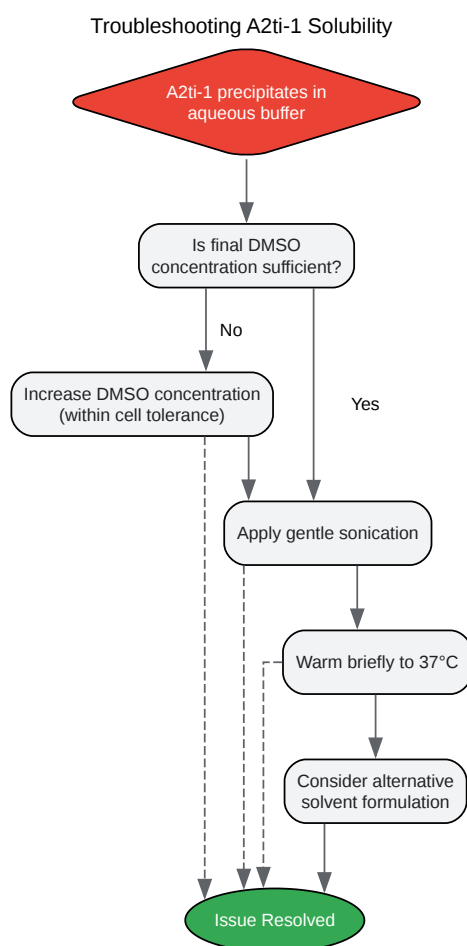 Troubleshooting A2ti-1 Solubility
A2ti-1 precipitates in
aqueous buffer
Is final DMSO
concentration sufficient?
No
Increase DMSO concentration
(within cell tolerance)
Yes
Apply gentle sonication
Warm briefly to 37°C
Consider alternative
solvent formulation
Issue Resolved